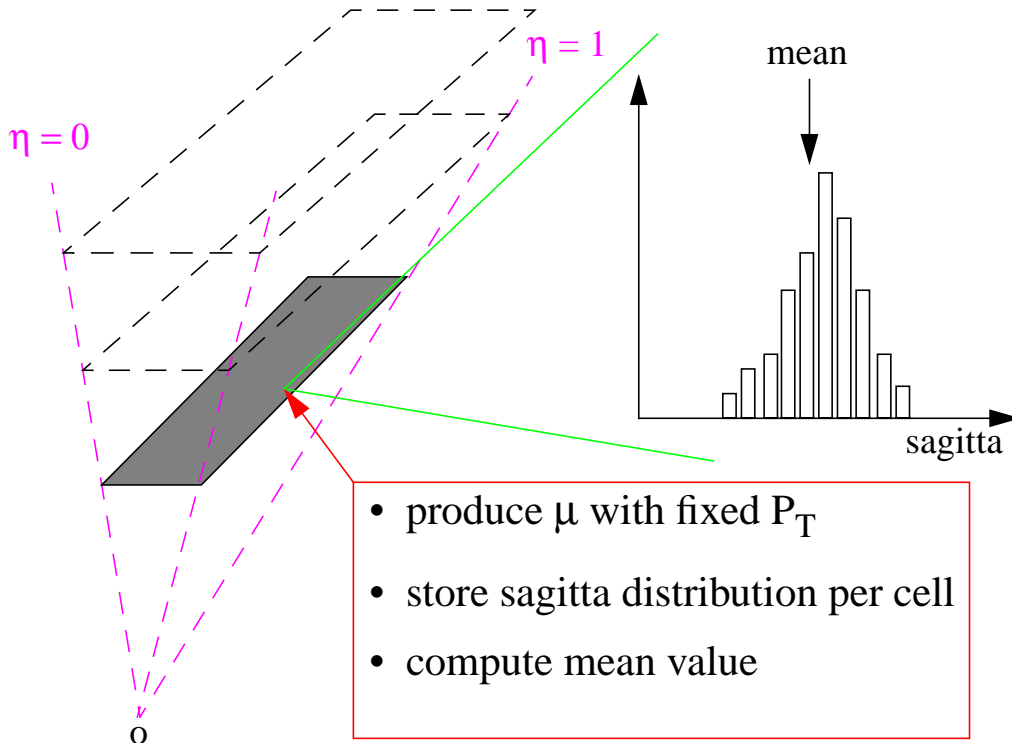 η = 1
mean
η = 0
sagitta
• produce μ with fixed P_T
• store sagitta distribution per cell
• compute mean value
o